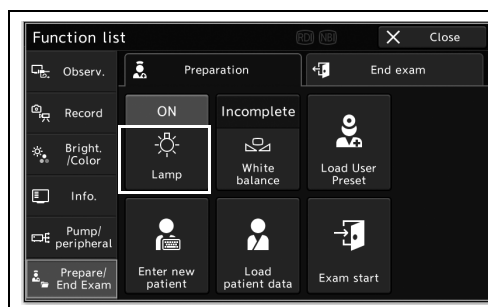 Function list
RDI NBI
Close
Observ.
Record
Bright.
/Color
Info.
Pump/
peripheral
Prepare/
End Exam
Preparation
End exam
ON
Lamp
Incomplete
White
balance
Load User
Preset
Enter new
patient
Load
patient data
Exam start